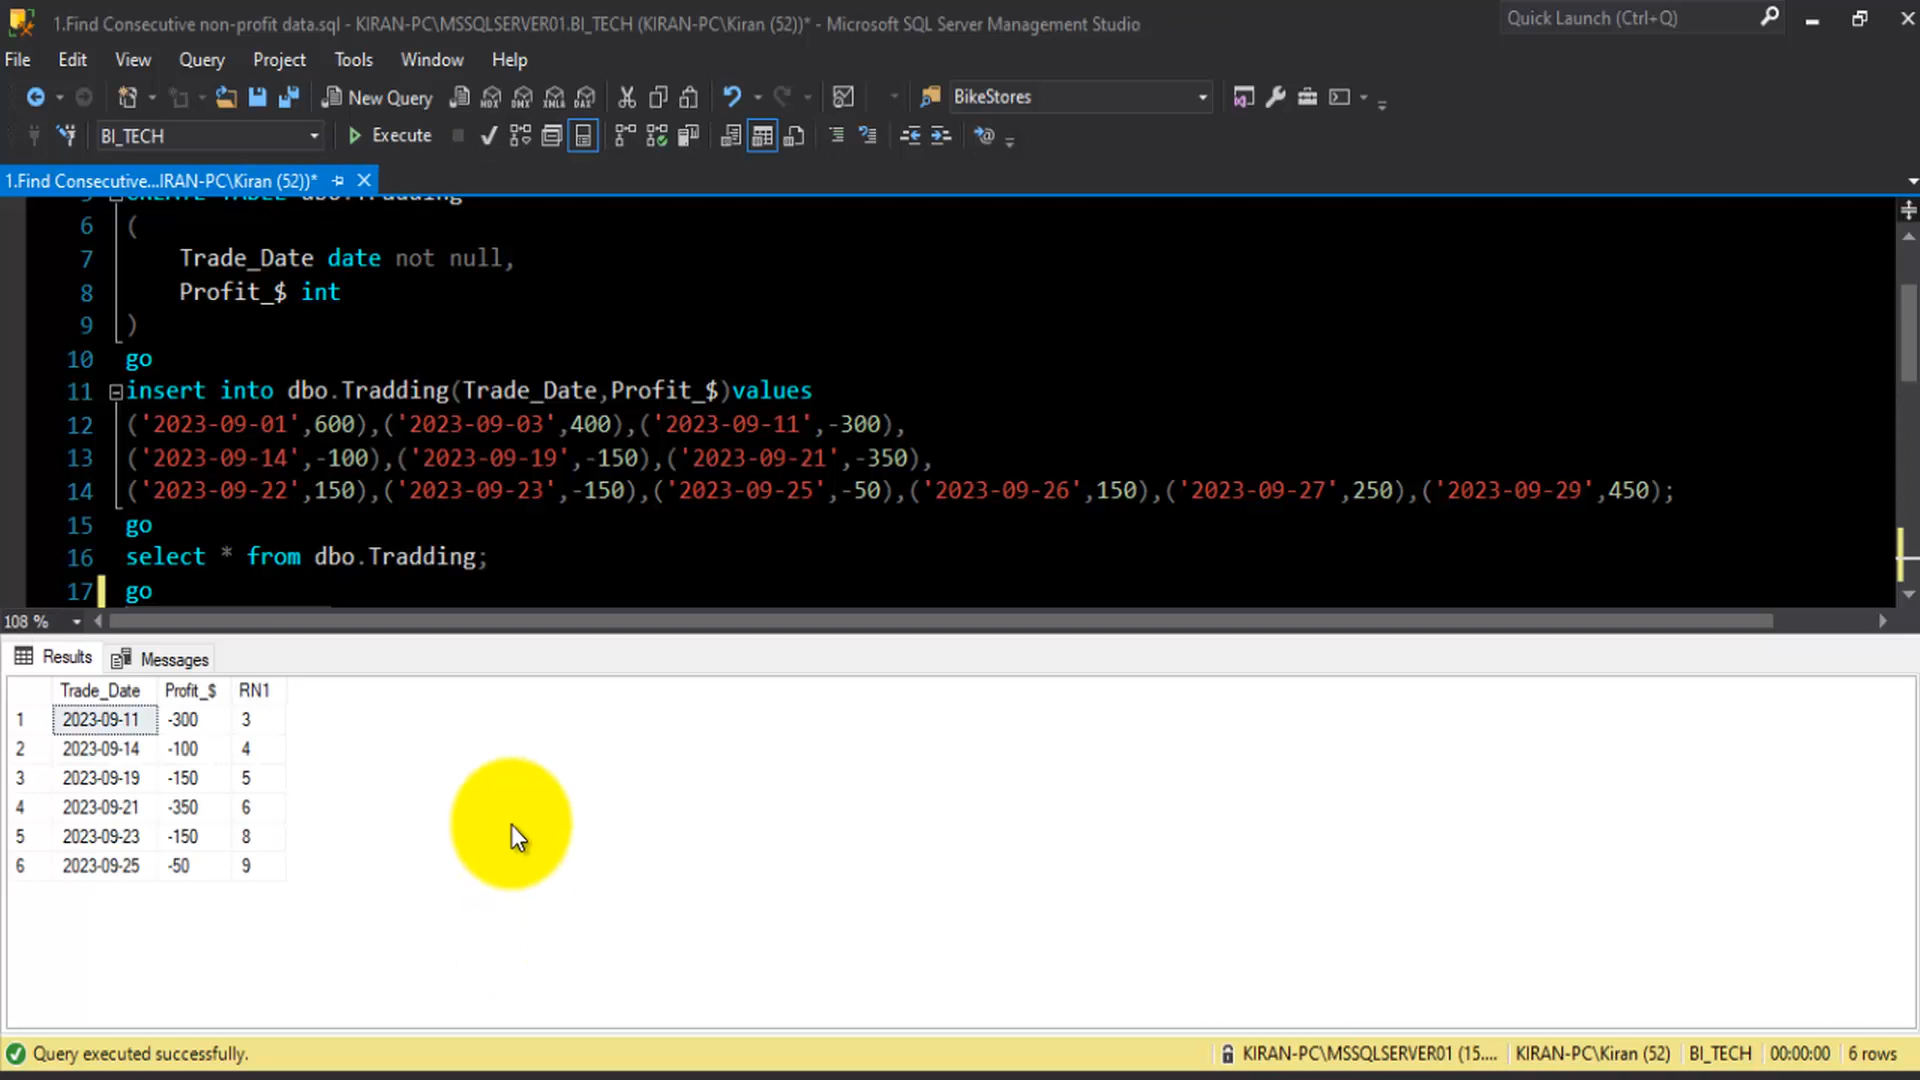 1.Find Consecutive non-profit data.sql - KIRAN-PC\MSSQLSERVER01.BI_TECH (KIRAN-PC\Kiran (52))* - Microsoft SQL Server Management Studio
Quick Launch (Ctrl+Q)
File Edit View Query Project Tools Window Help
New Query MDX DMX XMLA DAX BikeStores
BI_TECH Execute
1.Find Consecutive...IRAN-PC\Kiran (52))*
5 CREATE TABLE dbo.Tradding
6 (
7 Trade_Date date not null,
8 Profit_$ int
9 )
10 go
11 insert into dbo.Tradding(Trade_Date,Profit_$)values
12 ('2023-09-01',600),('2023-09-03',400),('2023-09-11',-300),
13 ('2023-09-14',-100),('2023-09-19',-150),('2023-09-21',-350),
14 ('2023-09-22',150),('2023-09-23',-150),('2023-09-25',-50),('2023-09-26',150),('2023-09-27',250),('2023-09-29',450);
15 go
16 select * from dbo.Tradding;
17 go
108 %
Results Messages
Trade_Date Profit_$ RN1
1 2023-09-11 -300 3
2 2023-09-14 -100 4
3 2023-09-19 -150 5
4 2023-09-21 -350 6
5 2023-09-23 -150 8
6 2023-09-25 -50 9
Query executed successfully. KIRAN-PC\MSSQLSERVER01 (15.... KIRAN-PC\Kiran (52) BI_TECH 00:00:00 6 rows